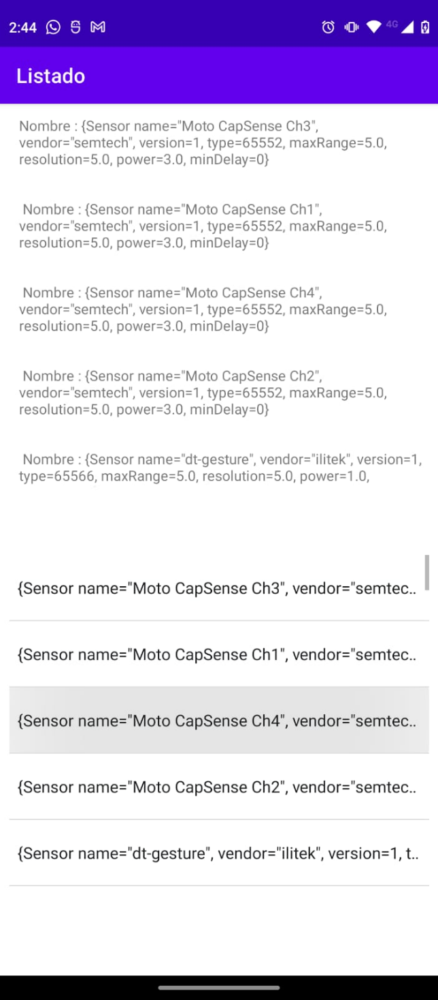 2:44
4G
Listado
Nombre : {Sensor name="Moto CapSense Ch3",
vendor="semtech", version=1, type=65552, maxRange=5.0,
resolution=5.0, power=3.0, minDelay=0}
Nombre : {Sensor name="Moto CapSense Ch1",
vendor="semtech", version=1, type=65552, maxRange=5.0,
resolution=5.0, power=3.0, minDelay=0}
Nombre : {Sensor name="Moto CapSense Ch4",
vendor="semtech", version=1, type=65552, maxRange=5.0,
resolution=5.0, power=3.0, minDelay=0}
Nombre : {Sensor name="Moto CapSense Ch2",
vendor="semtech", version=1, type=65552, maxRange=5.0,
resolution=5.0, power=3.0, minDelay=0}
Nombre : {Sensor name="dt-gesture", vendor="ilitek", version=1,
type=65566, maxRange=5.0, resolution=5.0, power=1.0,
{Sensor name="Moto CapSense Ch3", vendor="semtec..
{Sensor name="Moto CapSense Ch1", vendor="semtec..
{Sensor name="Moto CapSense Ch4", vendor="semtec..
{Sensor name="Moto CapSense Ch2", vendor="semtec..
{Sensor name="dt-gesture", vendor="ilitek", version=1, t..